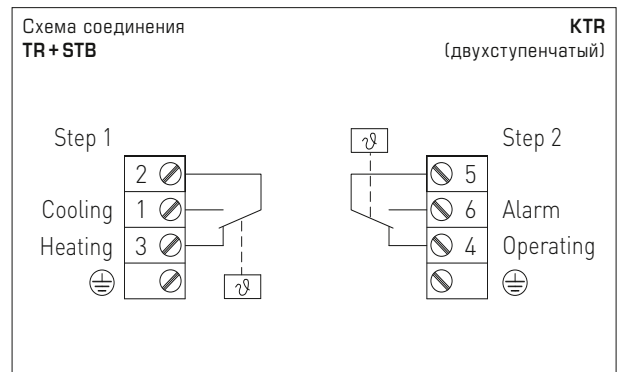 Схема соединения
TR+STB
KTR
(двухступенчатый)
Step 1
2
Cooling 1
Heating 3
ϑ
ϑ
Step 2
5
6 Alarm
4 Operating